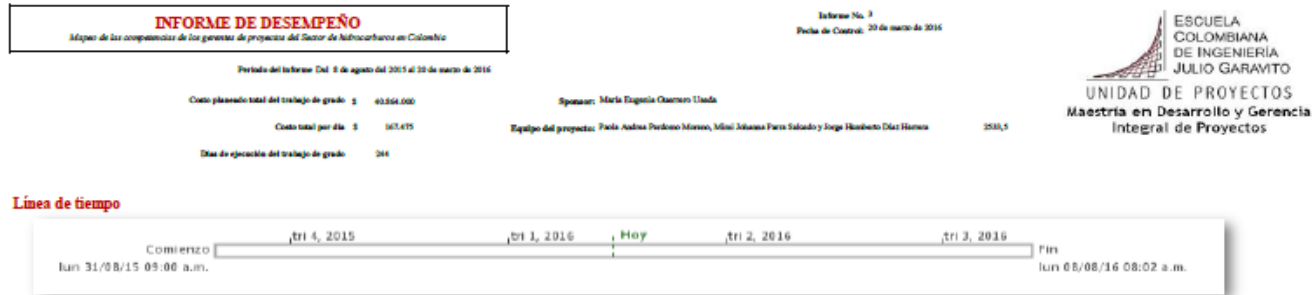 INFORME DE DESEMPEÑO
Mapeo de las competencias de los gerentes de proyectos del Sector de hidrocarburos en Colombia
Informe No. 3
Fecha de Control: 20 de marzo de 2016
ESCUELA
COLOMBIANA
DE INGENIERÍA
JULIO GARAVITO
UNIDAD DE PROYECTOS
Maestría en Desarrollo y Gerencia
Integral de Proyectos
Periodo del informe Del 8 de agosto del 2015 al 20 de marzo de 2016
Costo planeado total del trabajo de grado $ 40.864.000
Sponsor: María Eugenia Guerrero Useda
Costo total por día $ 167.475
Equipo del proyecto: Paola Andrea Perdomo Moreno, Mimi Johanna Parra Salcedo y Jorge Humberto Díaz Herrera 2533,5
Días de ejecución del trabajo de grado 244
Línea de tiempo
tri 4, 2015 tri 1, 2016 Hoy tri 2, 2016 tri 3, 2016
Comienzo Fin
lun 31/08/15 09:00 a.m. lun 08/08/16 08:02 a.m.